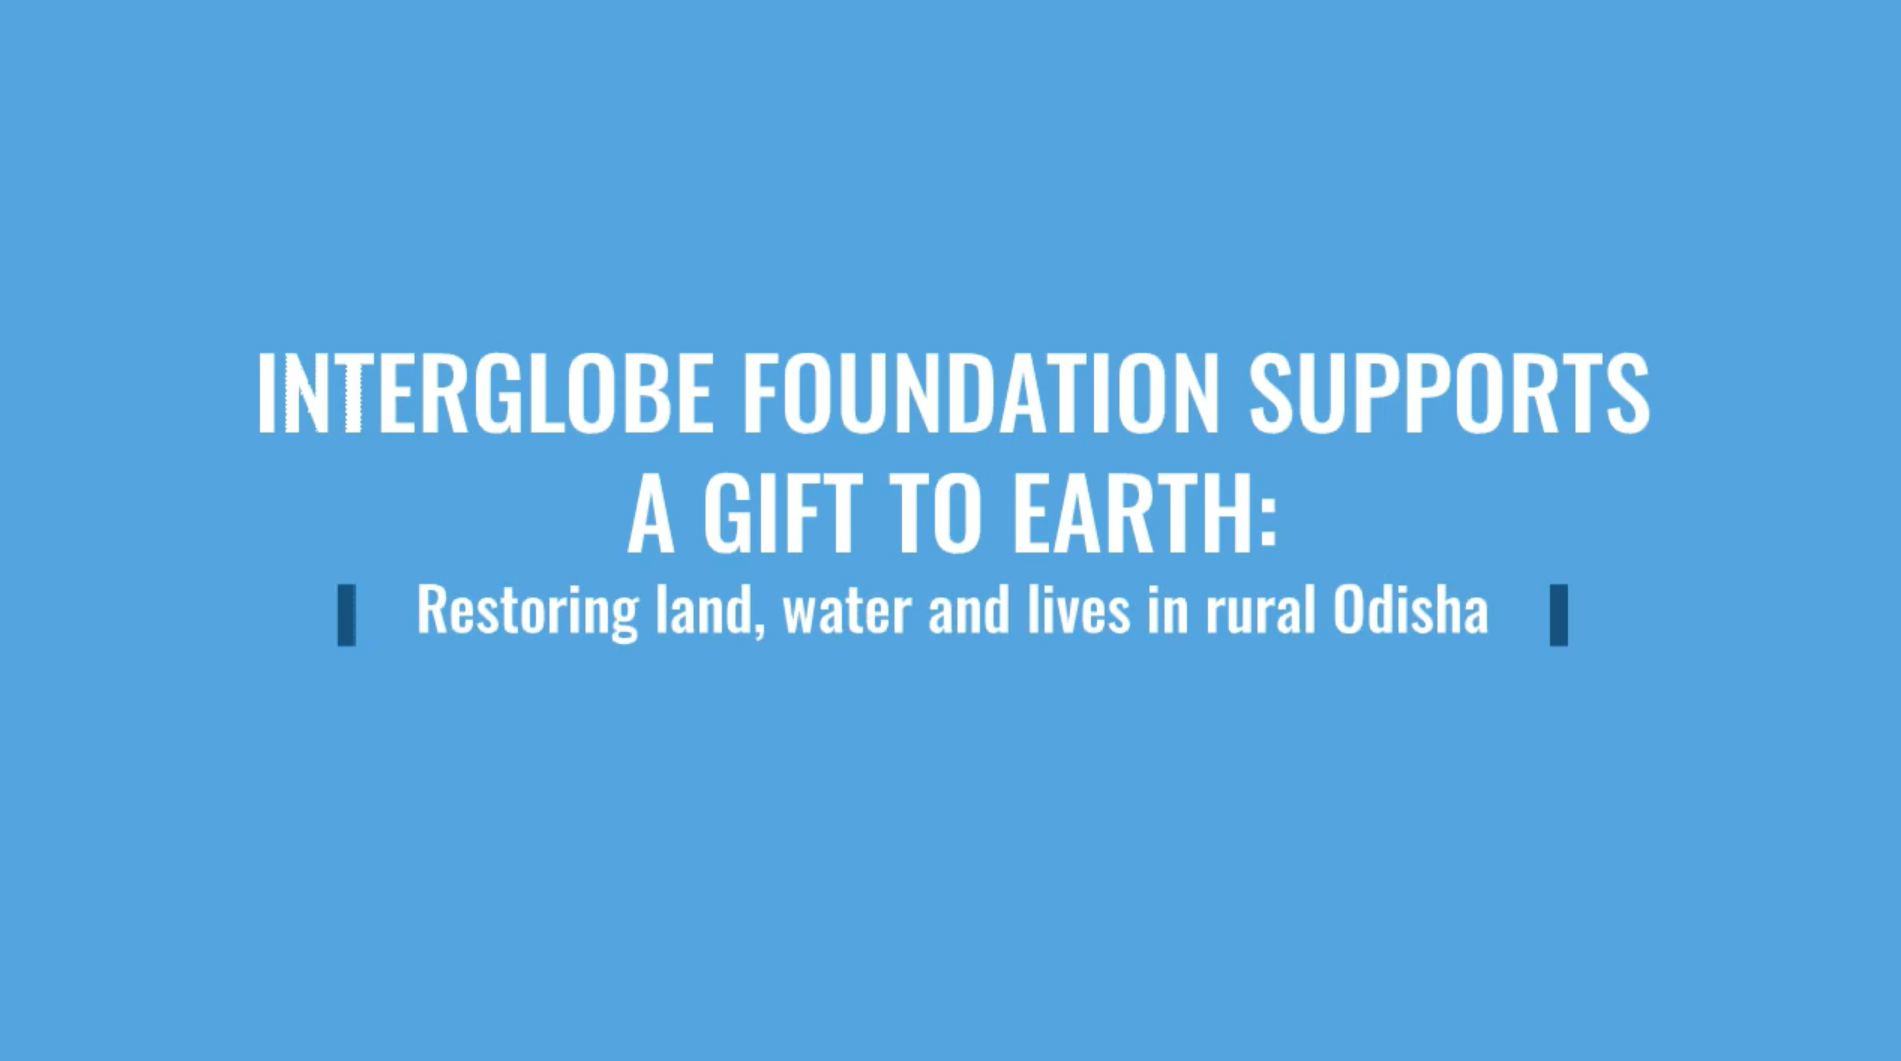 INTERGLOBE FOUNDATION SUPPORTS
A GIFT TO EARTH:
Restoring land, water and lives in rural Odisha